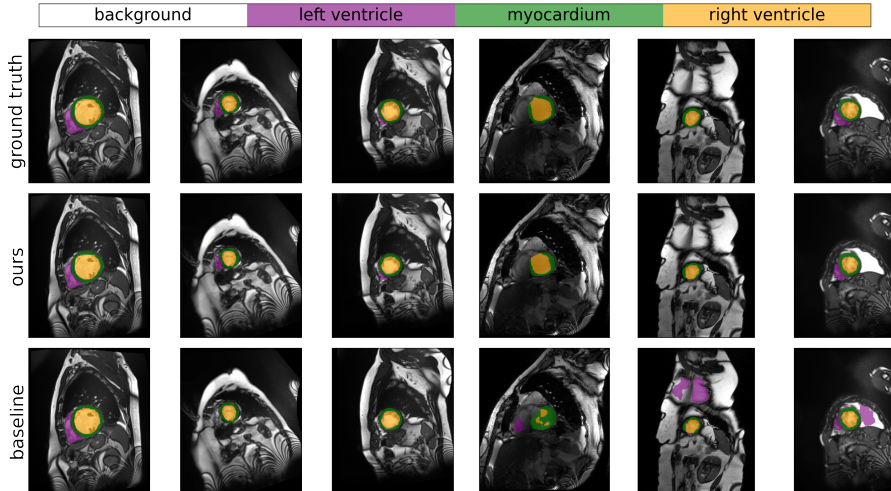 background left ventricle myocardium right ventricle
ground truth
ours
baseline